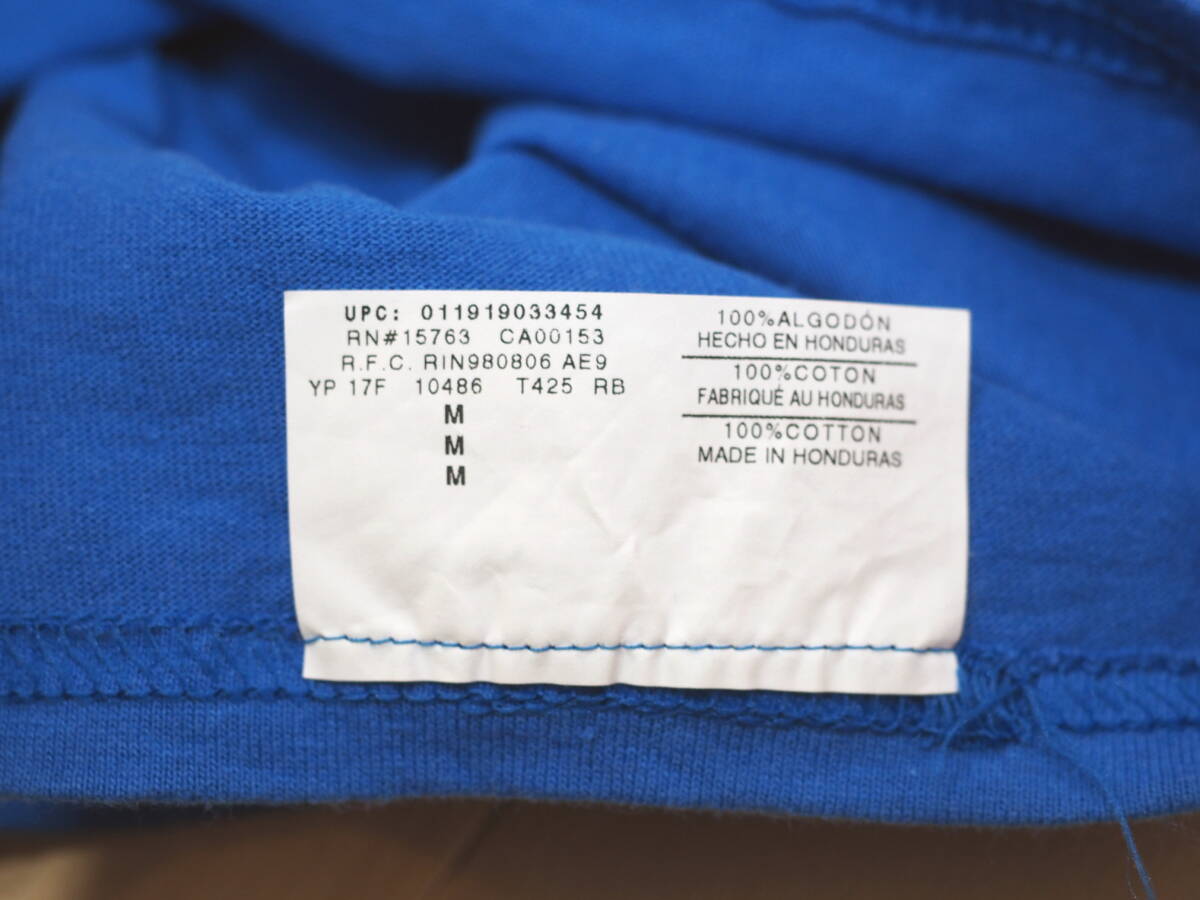 UPC: 011919033454
RN#15763 CA00153
R.F.C. RIN980806 AE9
YP 17F 10486 T425 RB
M
M
M
100%ALGODÓN
HECHO EN HONDURAS
100%COTON
FABRIQUÉ AU HONDURAS
100%COTTON
MADE IN HONDURAS